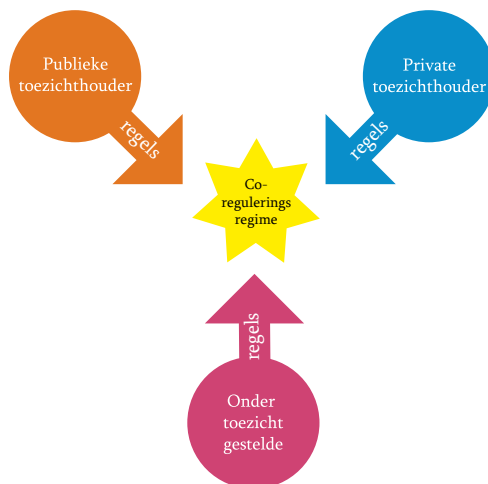 Publieke
toezichthouder
regels
Private
toezichthouder
regels
Co-
regulerings
regime
regels
Onder
toezicht
gestelde